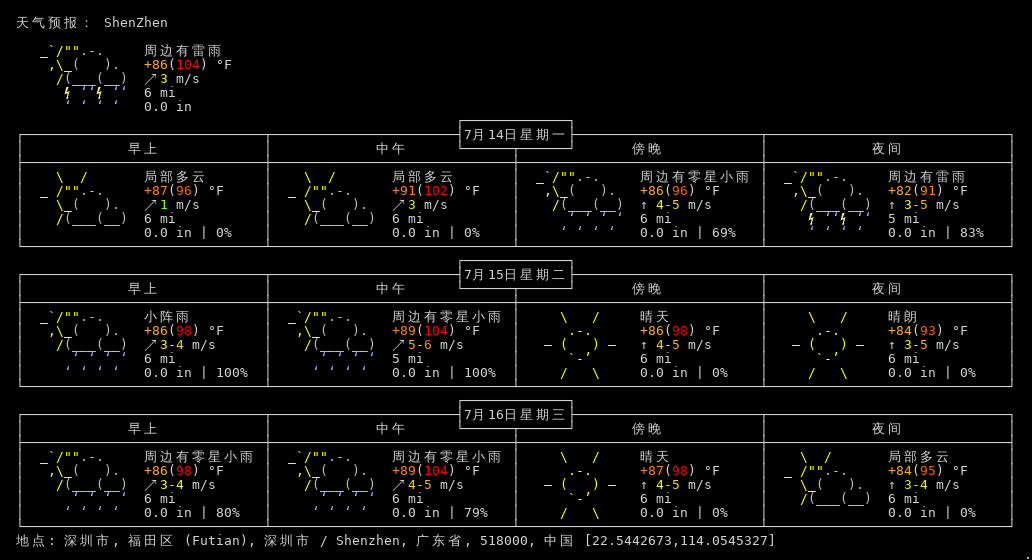 天气预报： ShenZhen
周边有雷雨
+86(104) °F
↗3 m/s
6 mi
0.0 in
7月14日星期一
早上 中午 傍晚 夜间
局部多云 局部多云 周边有零星小雨 周边有雷雨
+87(96) °F +91(102) °F +86(96) °F +82(91) °F
↗1 m/s ↗3 m/s ↑ 4-5 m/s ↑ 3-5 m/s
6 mi 6 mi 6 mi 5 mi
0.0 in | 0% 0.0 in | 0% 0.0 in | 69% 0.0 in | 83%
7月15日星期二
早上 中午 傍晚 夜间
小阵雨 周边有零星小雨 晴天 晴朗
+86(98) °F +89(104) °F +86(98) °F +84(93) °F
↗3-4 m/s ↗5-6 m/s ↑ 4-5 m/s ↑ 3-5 m/s
6 mi 5 mi 6 mi 6 mi
0.0 in | 100% 0.0 in | 100% 0.0 in | 0% 0.0 in | 0%
7月16日星期三
早上 中午 傍晚 夜间
周边有零星小雨 周边有零星小雨 晴天 局部多云
+86(98) °F +89(104) °F +87(98) °F +84(95) °F
↗3-4 m/s ↗4-5 m/s ↑ 4-5 m/s ↑ 3-4 m/s
6 mi 6 mi 6 mi 6 mi
0.0 in | 80% 0.0 in | 79% 0.0 in | 0% 0.0 in | 0%
地点: 深圳市, 福田区 (Futian), 深圳市 / Shenzhen, 广东省, 518000, 中国 [22.5442673,114.0545327]